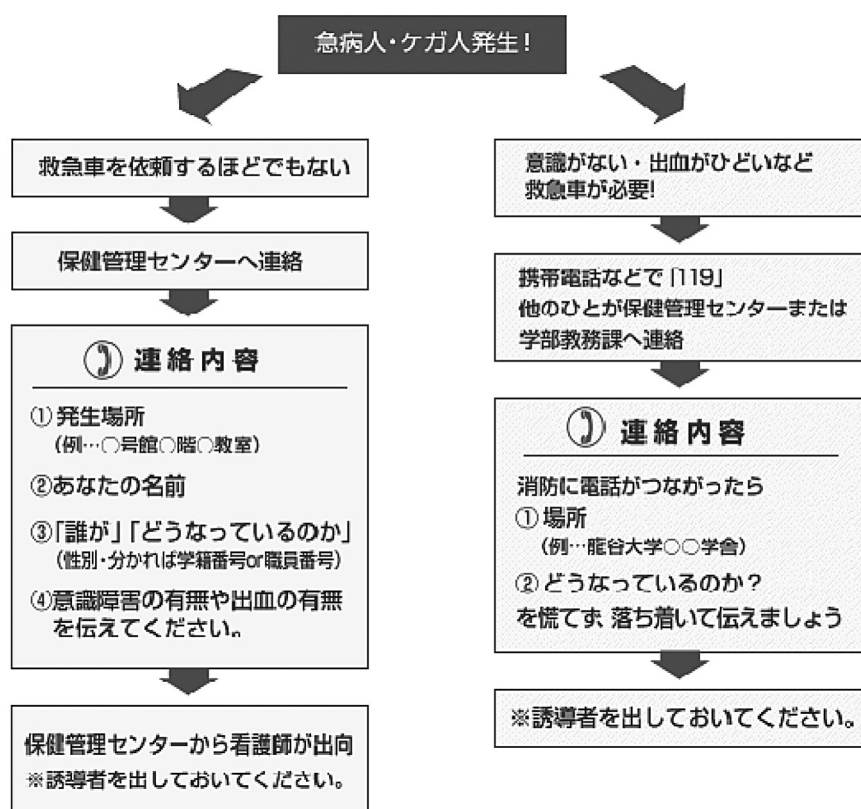 急病人・ケガ人発生!
救急車を依頼するほどでもない
保健管理センターへ連絡
連絡内容
①発生場所
(例…○号館○階○教室)
②あなたの名前
③「誰が」「どうなっているのか」
(性別・分かれば学籍番号or職員番号)
④意識障害の有無や出血の有無
を伝えてください。
保健管理センターから看護師が出向
※誘導者を出しておいてください。
意識がない・出血がひどいなど
救急車が必要!
携帯電話などで「119」
他のひとが保健管理センターまたは
学部教務課へ連絡
連絡内容
消防に電話がつながったら
①場所
(例…龍谷大学○○学舎)
②どうなっているのか?
を慌てず、落ち着いて伝えましょう
※誘導者を出しておいてください。